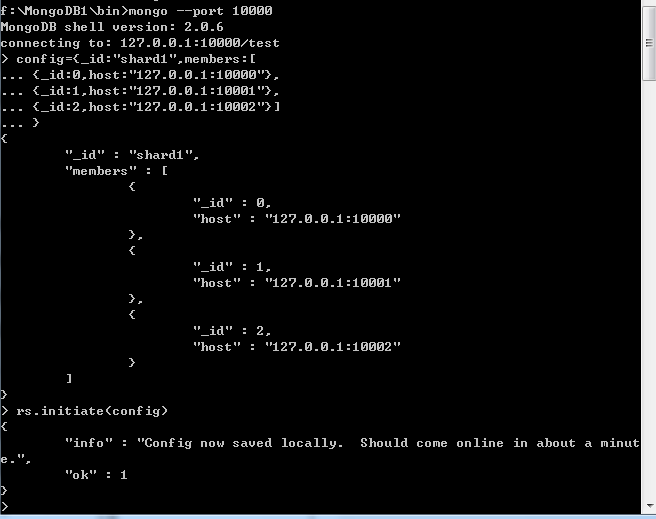 f:\MongoDB1\bin>mongo --port 10000
MongoDB shell version: 2.0.6
connecting to: 127.0.0.1:10000/test
> config={_id:"shard1",members:[
... {_id:0,host:"127.0.0.1:10000"},
... {_id:1,host:"127.0.0.1:10001"},
... {_id:2,host:"127.0.0.1:10002"}]
... }
{
        "_id" : "shard1",
        "members" : [
                {
                        "_id" : 0,
                        "host" : "127.0.0.1:10000"
                },
                {
                        "_id" : 1,
                        "host" : "127.0.0.1:10001"
                },
                {
                        "_id" : 2,
                        "host" : "127.0.0.1:10002"
                }
        ]
}
> rs.initiate(config)
{
        "info" : "Config now saved locally.  Should come online in about a minut
e.",
        "ok" : 1
}
>